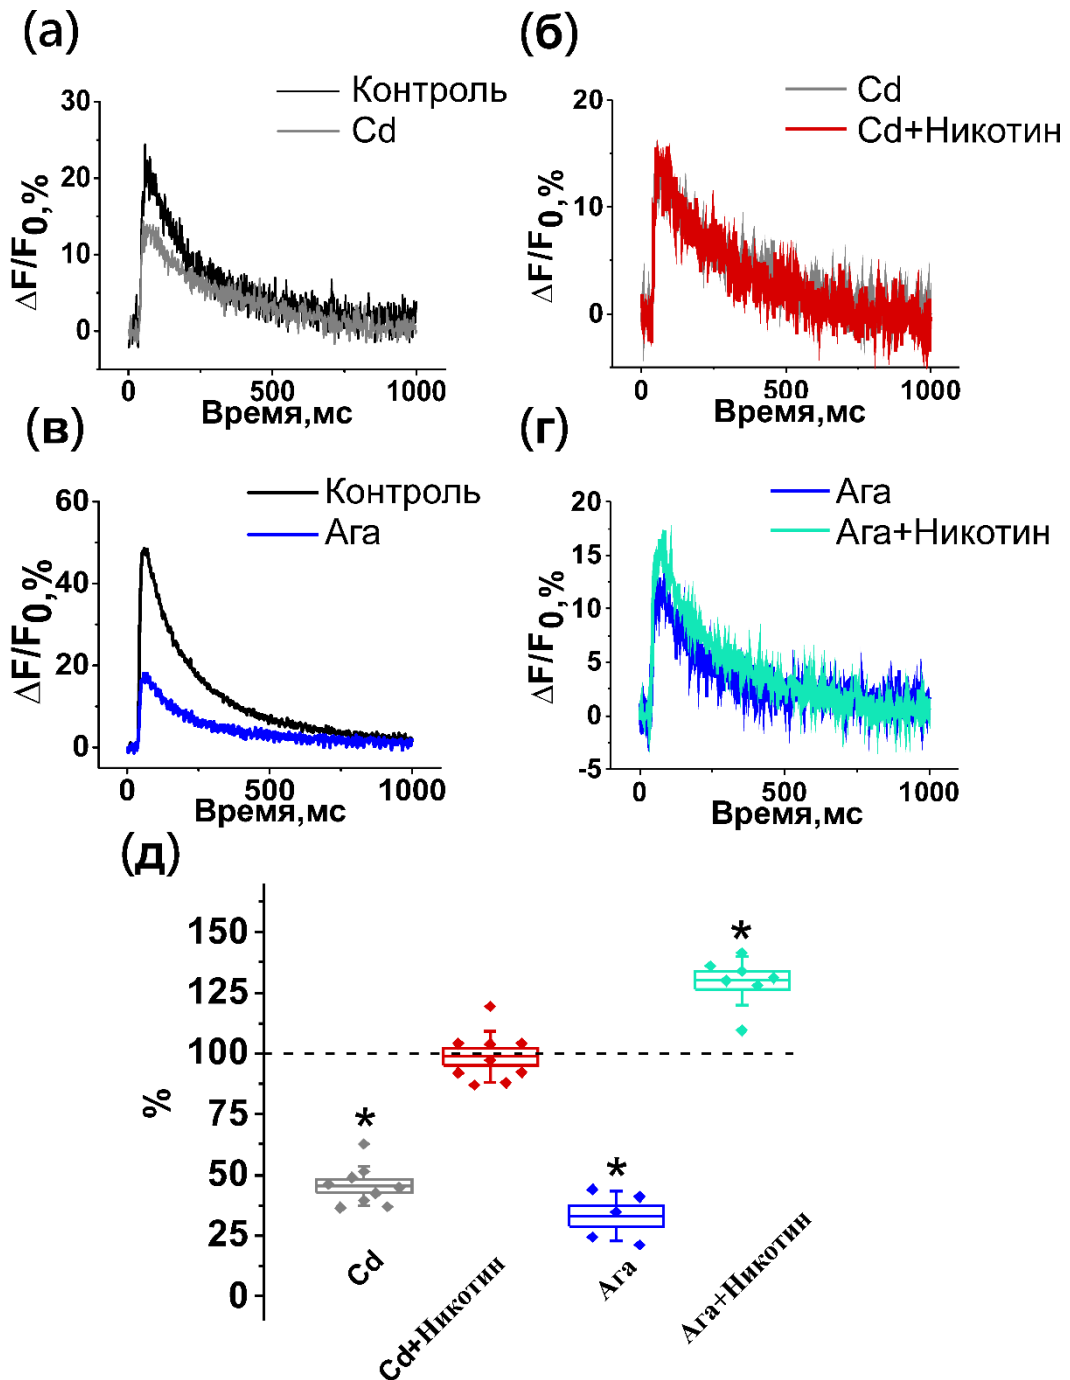 (а)
Контроль
Cd
30
20
10
0
ΔF/F0,%
0
500
1000
Время,мс
(б)
Cd
Cd+Никотин
20
10
0
ΔF/F0,%
0
500
1000
Время,мс
(в)
Контроль
Ага
60
40
20
0
ΔF/F0,%
0
500
1000
Время,мс
(г)
Ага
Ага+Никотин
20
15
10
5
0
-5
ΔF/F0,%
0
500
1000
Время,мс
(д)
150
125
100
75
50
25
0
%
*
*
*
Cd
Cd+Никотин
Ага
Ага+Никотин